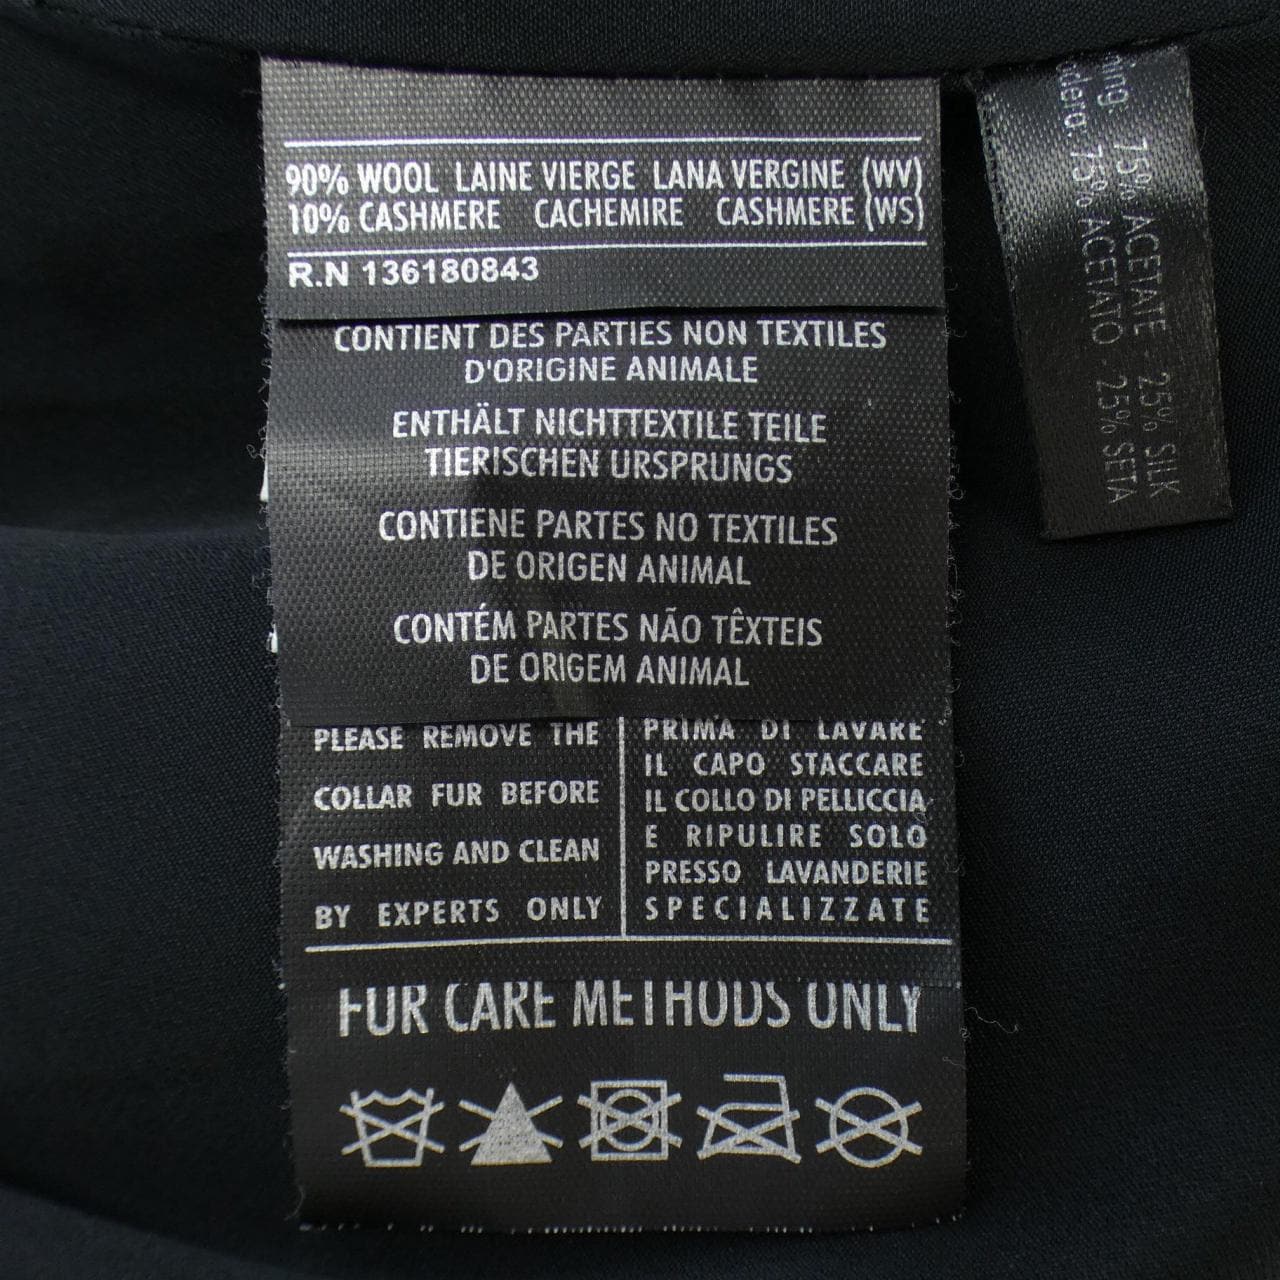 90% WOOL LAINE VIERGE LANA VERGINE (WV)
10% CASHMERE CACHEMIRE CASHMERE (WS)
R.N 136180843
CONTIENT DES PARTIES NON TEXTILES
D'ORIGINE ANIMALE
ENTHÄLT NICHTTEXTILE TEILE
TIERISCHEN URSPRUNGS
CONTIENE PARTES NO TEXTILES
DE ORIGEN ANIMAL
CONTÉM PARTES NÃO TÊXTEIS
DE ORIGEM ANIMAL
PLEASE REMOVE THE
COLLAR FUR BEFORE
WASHING AND CLEAN
BY EXPERTS ONLY
PRIMA DI LAVARE
IL CAPO STACCARE
IL COLLO DI PELLICCIA
E RIPULIRE SOLO
PRESSO LAVANDERIE
SPECIALIZZATE
FUR CARE METHODS ONLY
75% ACETATE - 25% SILK
75% ACETATO - 25% SETA